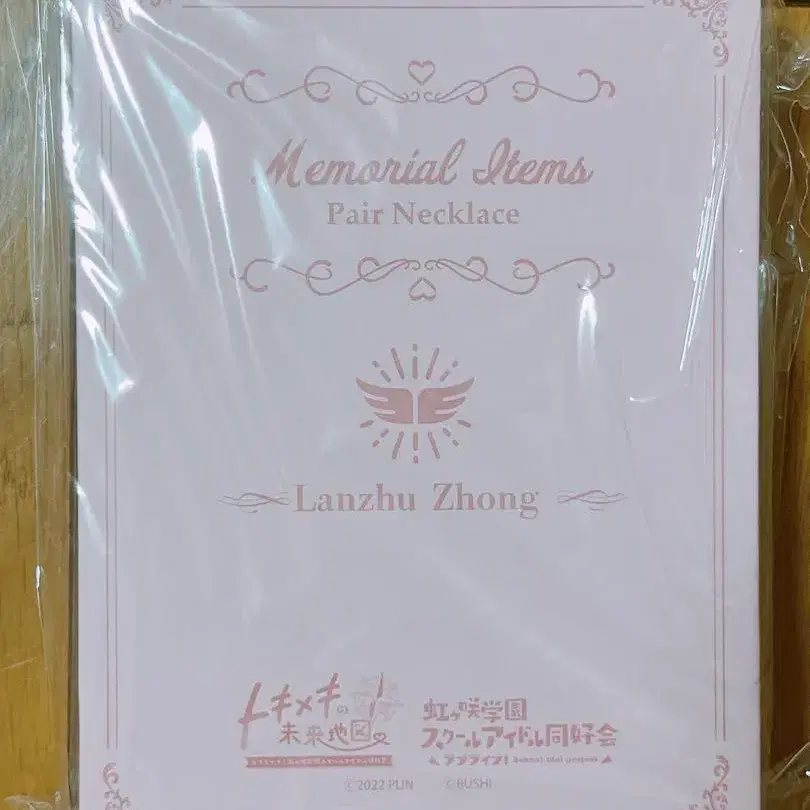 Memorial Items
Pair Necklace
Lanzhu Zhong
トキメキの
未来地図
虹ヶ咲学園
スクールアイドル同好会
ラブライブ！
©2022 PLJN ©BUSHI